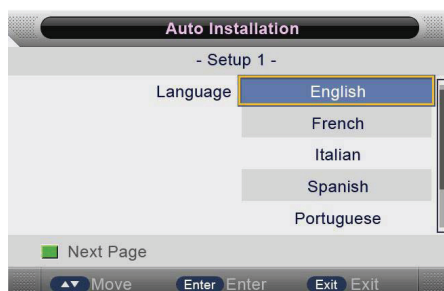 Auto Installation
- Setup 1 -
Language English
French
Italian
Spanish
Portuguese
Next Page
▲▼ Move Enter Enter Exit Exit